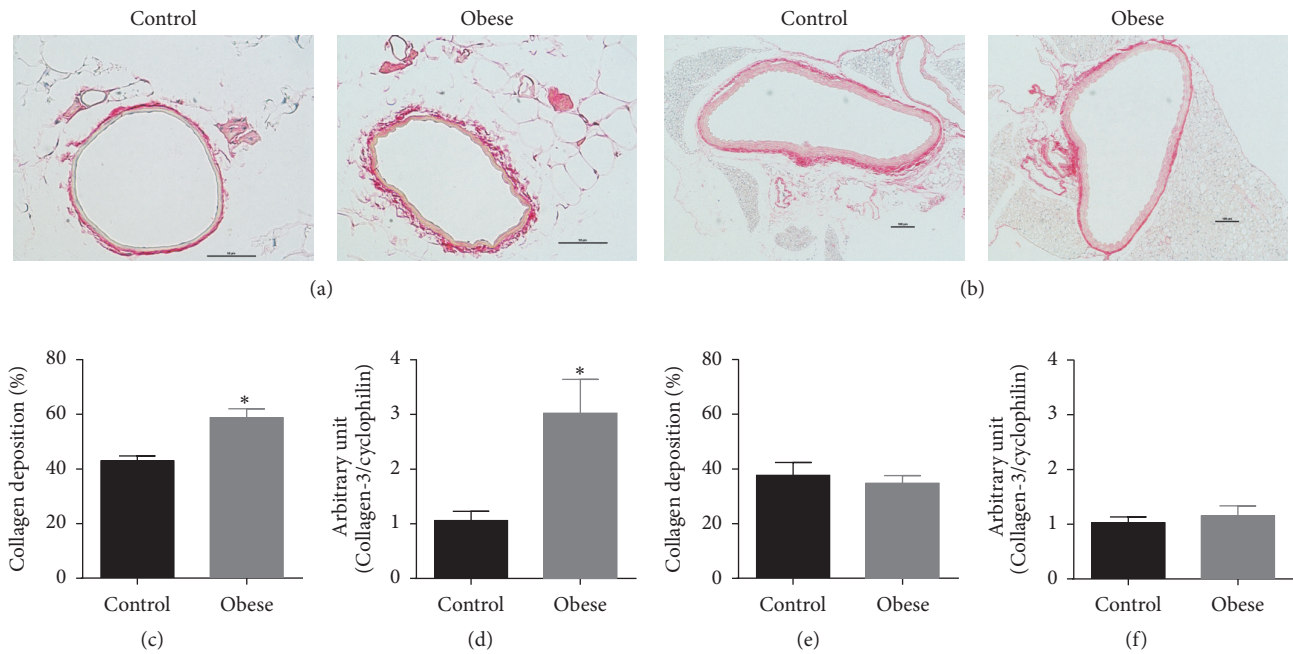 Control
Obese
Control
Obese
(a)
(b)
Collagen deposition (%)
80
60
40
20
0
*
Control
Obese
(c)
Arbitrary unit
(Collagen-3/cyclophilin)
4
3
2
1
0
*
Control
Obese
(d)
Collagen deposition (%)
80
60
40
20
0
Control
Obese
(e)
Arbitrary unit
(Collagen-3/cyclophilin)
4
3
2
1
0
Control
Obese
(f)